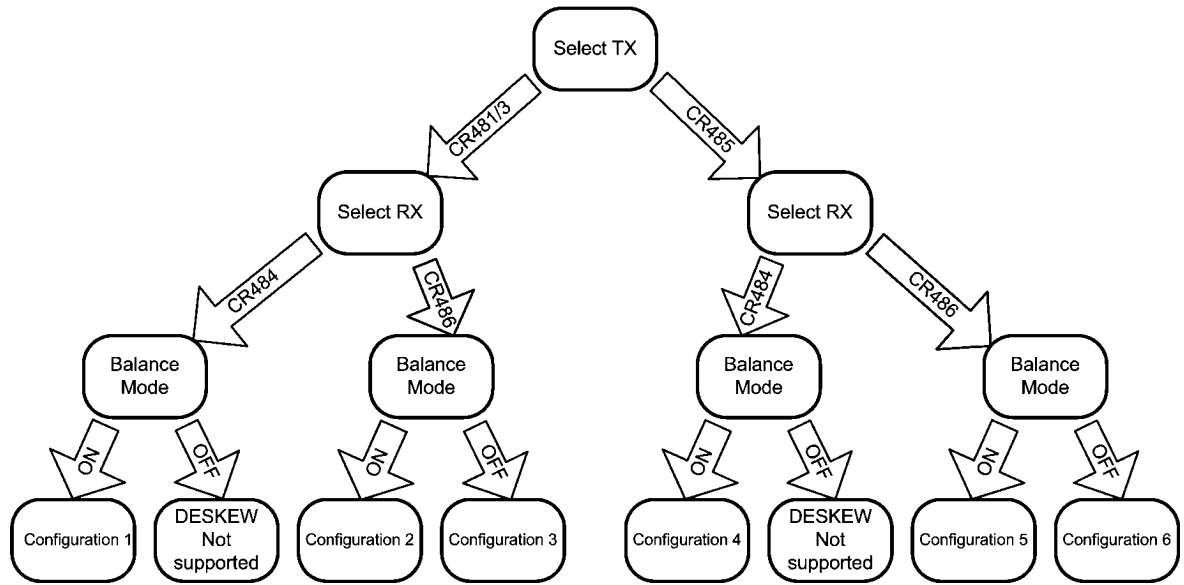 Select TX
CR481/3
CR485
Select RX
Select RX
CR484
CR486
CR484
CR486
Balance
Mode
Balance
Mode
Balance
Mode
Balance
Mode
ON
OFF
ON
OFF
ON
OFF
ON
OFF
Configuration 1
DESKEW
Not
supported
Configuration 2
Configuration 3
Configuration 4
DESKEW
Not
supported
Configuration 5
Configuration 6